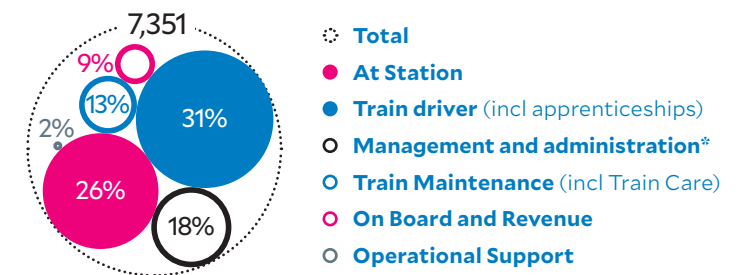 7,351
9%
13%
31%
2%
26%
18%
Total
At Station
Train driver (incl apprenticeships)
Management and administration*
Train Maintenance (incl Train Care)
On Board and Revenue
Operational Support